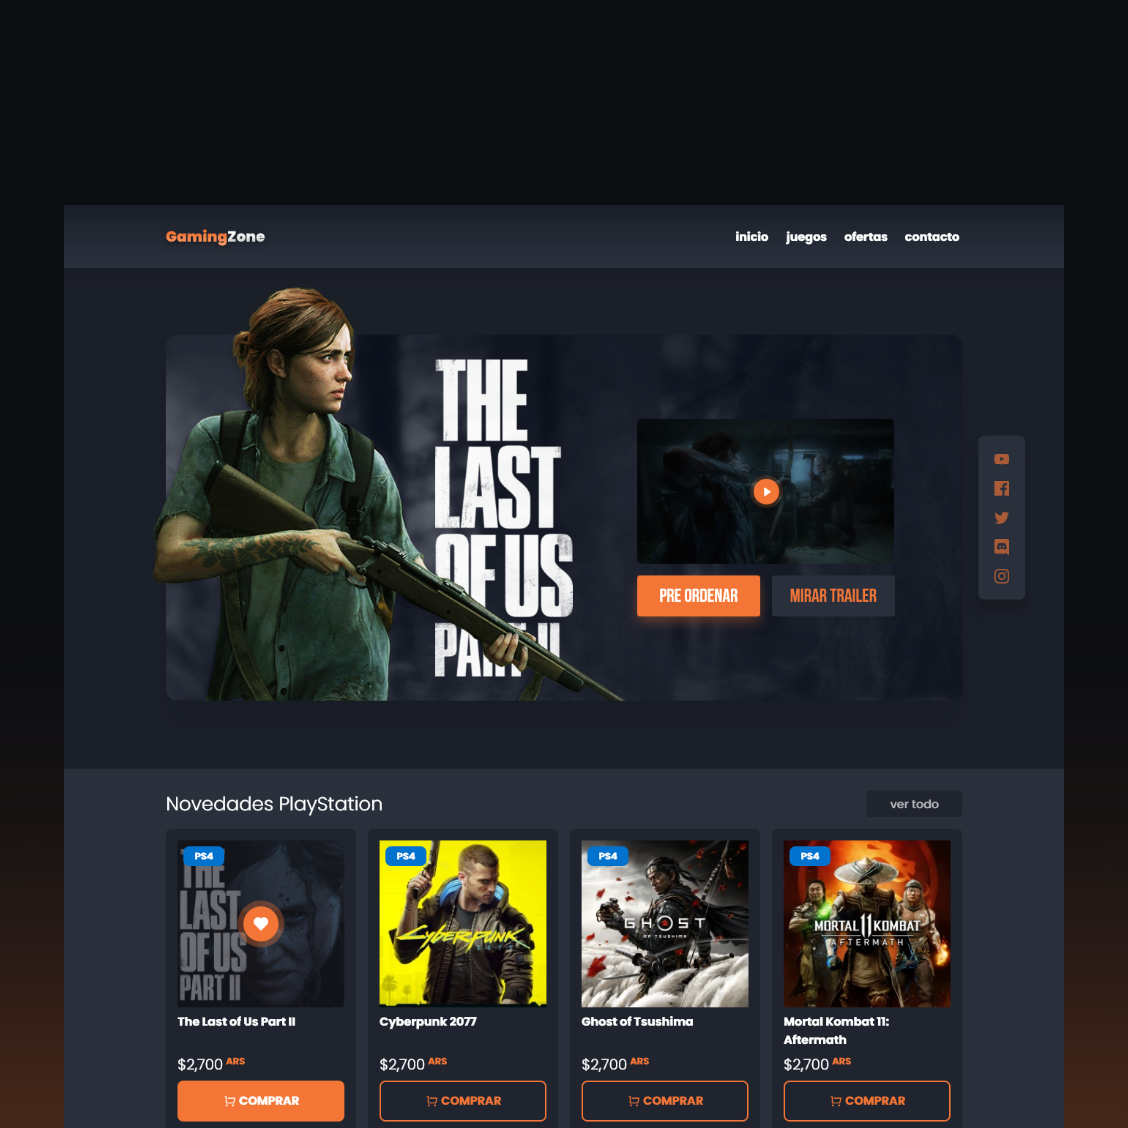 GamingZone
inicio juegos ofertas contacto
THE
LAST
OF US
PART II
PRE ORDENAR
MIRAR TRAILER
Novedades PlayStation
ver todo
PS4
THE
LAST
OF US
PART II
The Last of Us Part II
$2,700 ARS
COMPRAR
PS4
Cyberpunk
Cyberpunk 2077
$2,700 ARS
COMPRAR
PS4
GHOST
OF TSUSHIMA
Ghost of Tsushima
$2,700 ARS
COMPRAR
PS4
MORTAL KOMBAT 11
AFTERMATH
Mortal Kombat 11:
Aftermath
$2,700 ARS
COMPRAR